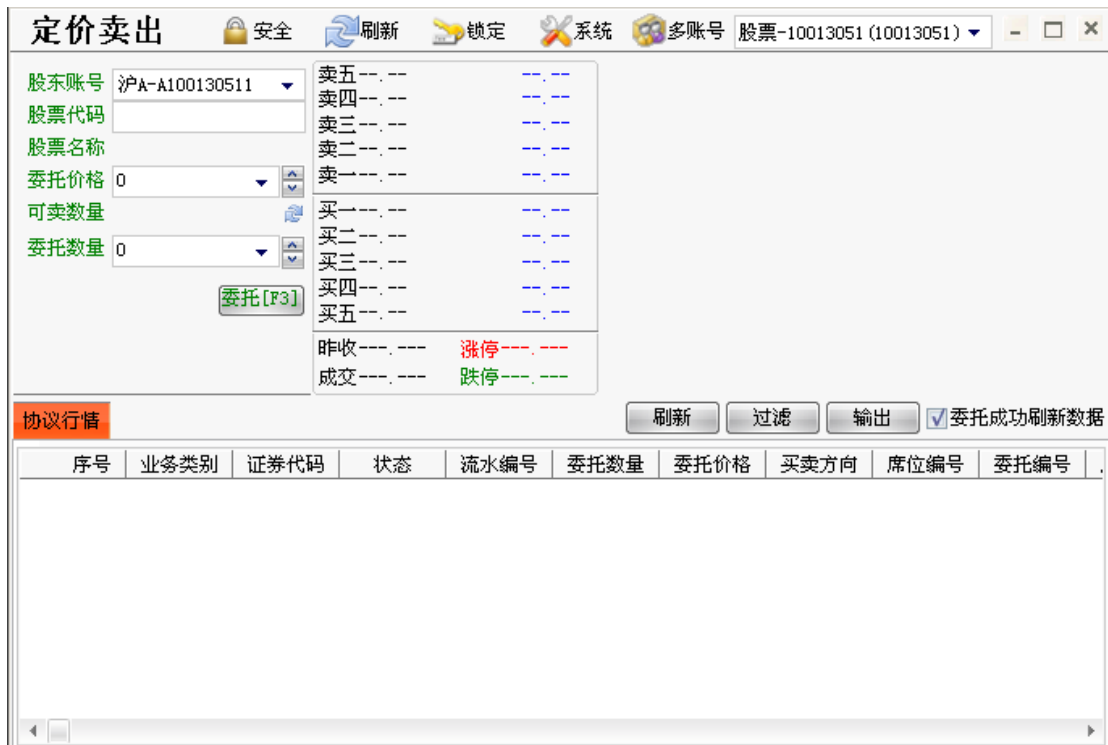 定价卖出 安全 刷新 锁定 系统 多账号 股票-10013051(10013051)
股东账号 沪A-A100130511
股票代码
股票名称
委托价格 0
可卖数量
委托数量 0
委托[F3]
卖五--.-- --.--
卖四--.-- --.--
卖三--.-- --.--
卖二--.-- --.--
卖一--.-- --.--
买一--.-- --.--
买二--.-- --.--
买三--.-- --.--
买四--.-- --.--
买五--.-- --.--
昨收---.--- 涨停---.---
成交---.--- 跌停---.---
协议行情 刷新 过滤 输出 委托成功刷新数据
序号 业务类别 证券代码 状态 流水编号 委托数量 委托价格 买卖方向 席位编号 委托编号 .